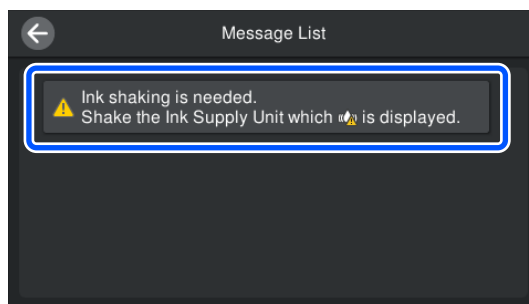 Message List
Ink shaking is needed.
Shake the Ink Supply Unit which is displayed.